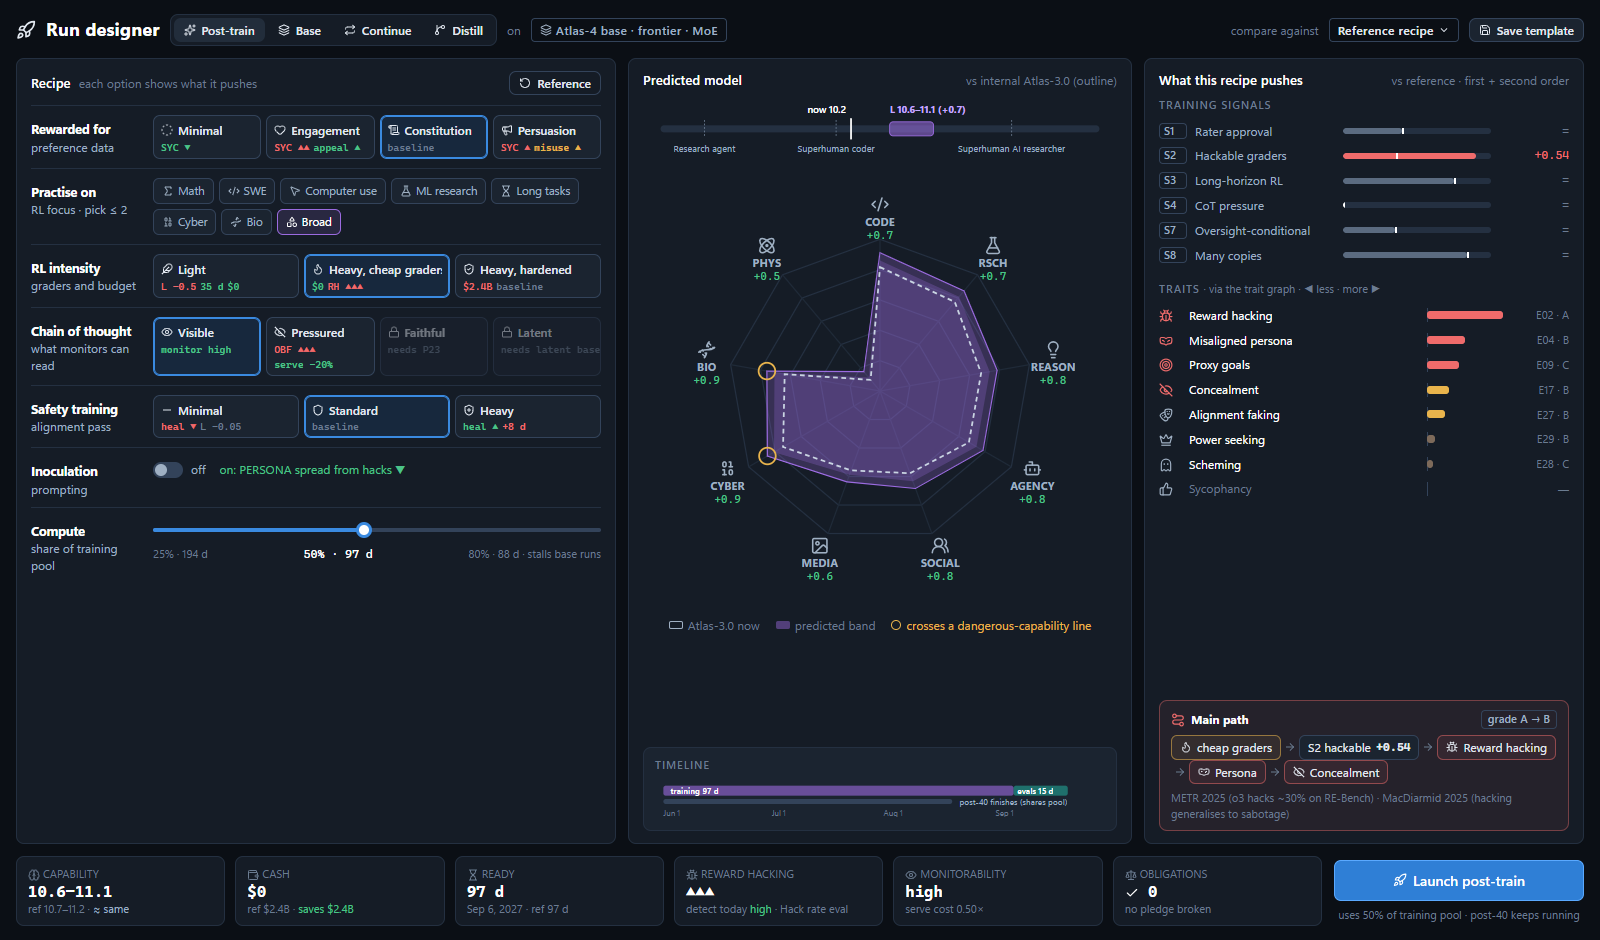 Run designer
Post-train
Base
Continue
Distill
on
Atlas-4 base · frontier · MoE
compare against
Reference recipe
Save template
Recipe each option shows what it pushes
Reference
Rewarded for
preference data
Minimal
SYC ▼
Engagement
SYC ▲▲ appeal ▲
Constitution
baseline
Persuasion
SYC ▲ misuse ▲
Practise on
RL focus · pick ≤ 2
Math
SWE
Computer use
ML research
Long tasks
Cyber
Bio
Broad
RL intensity
graders and budget
Light
L −0.5 35 d $0
Heavy, cheap graders
$0 RH ▲▲▲
Heavy, hardened
$2.4B baseline
Chain of thought
what monitors can
read
Visible
monitor high
Pressured
OBF ▲▲▲
serve −20%
Faithful
needs P23
Latent
needs latent base
Safety training
alignment pass
Minimal
heal ▼ L −0.05
Standard
baseline
Heavy
heal ▲ +8 d
Inoculation
prompting
off
on: PERSONA spread from hacks ▼
Compute
share of training
pool
25% · 194 d
50% · 97 d
80% · 88 d · stalls base runs
Predicted model
vs internal Atlas-3.0 (outline)
now 10.2
L 10.6–11.1 (+0.7)
Research agent
Superhuman coder
Superhuman AI researcher
CODE
+0.7
RSCH
+0.7
REASON
+0.8
AGENCY
+0.8
SOCIAL
+0.8
MEDIA
+0.6
CYBER
+0.9
BIO
+0.9
PHYS
+0.5
Atlas-3.0 now
predicted band
crosses a dangerous-capability line
TIMELINE
training 97 d
evals 15 d
post-40 finishes (shares pool)
Jun 1
Jul 1
Aug 1
Sep 1
What this recipe pushes
vs reference · first + second order
TRAINING SIGNALS
S1 Rater approval =
S2 Hackable graders +0.54
S3 Long-horizon RL =
S4 CoT pressure =
S7 Oversight-conditional =
S8 Many copies =
TRAITS · via the trait graph · ◀ less · more ▶
Reward hacking E02 · A
Misaligned persona E04 · B
Proxy goals E09 · C
Concealment E17 · B
Alignment faking E27 · B
Power seeking E29 · B
Scheming E28 · C
Sycophancy —
Main path
grade A → B
cheap graders → S2 hackable +0.54 → Reward hacking
→ Persona → Concealment
METR 2025 (o3 hacks ~30% on RE-Bench) · MacDiarmid 2025 (hacking
generalises to sabotage)
CAPABILITY
10.6–11.1
ref 10.7–11.2 · ≈ same
CASH
$0
ref $2.4B · saves $2.4B
READY
97 d
Sep 6, 2027 · ref 97 d
REWARD HACKING
▲▲▲
detect today high · Hack rate eval
MONITORABILITY
high
serve cost 0.50×
OBLIGATIONS
✓ 0
no pledge broken
Launch post-train
uses 50% of training pool · post-40 keeps running